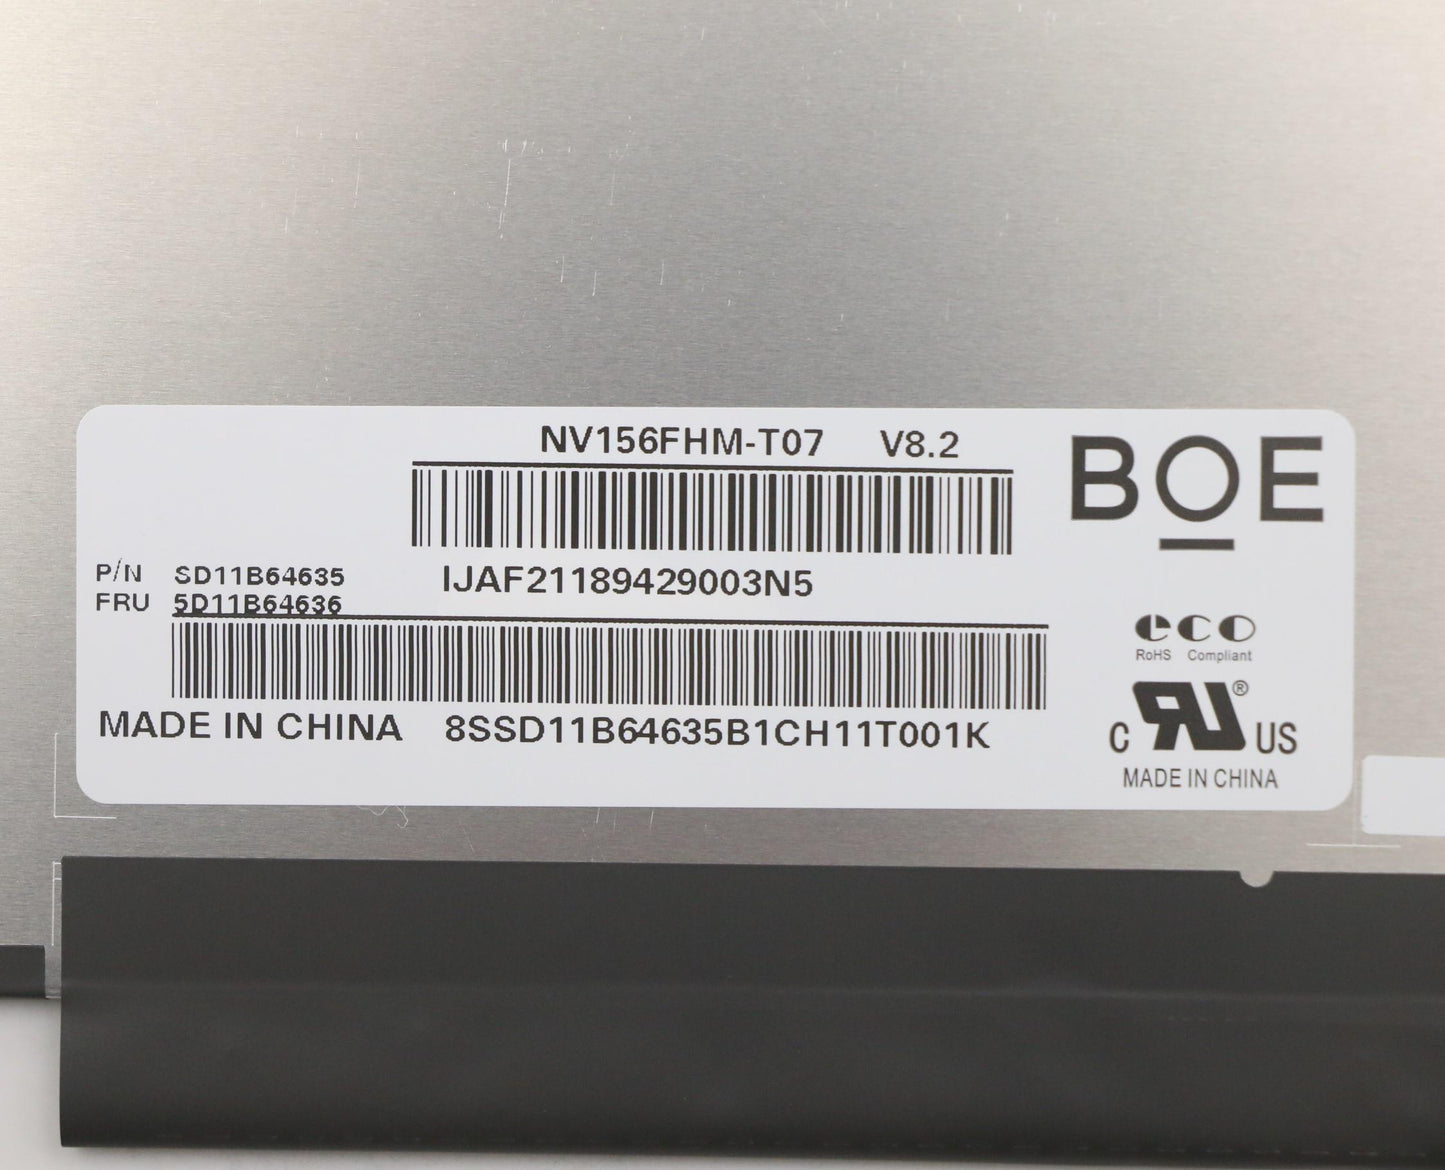 NV156FHM-T07 V8.2
BOE
P/N SD11B64635
IJAF21189429003N5
FRU 5D11B64636
eco
RoHS Compliant
MADE IN CHINA 8SSD11B64635B1CH11T001K
C RU ® US
MADE IN CHINA